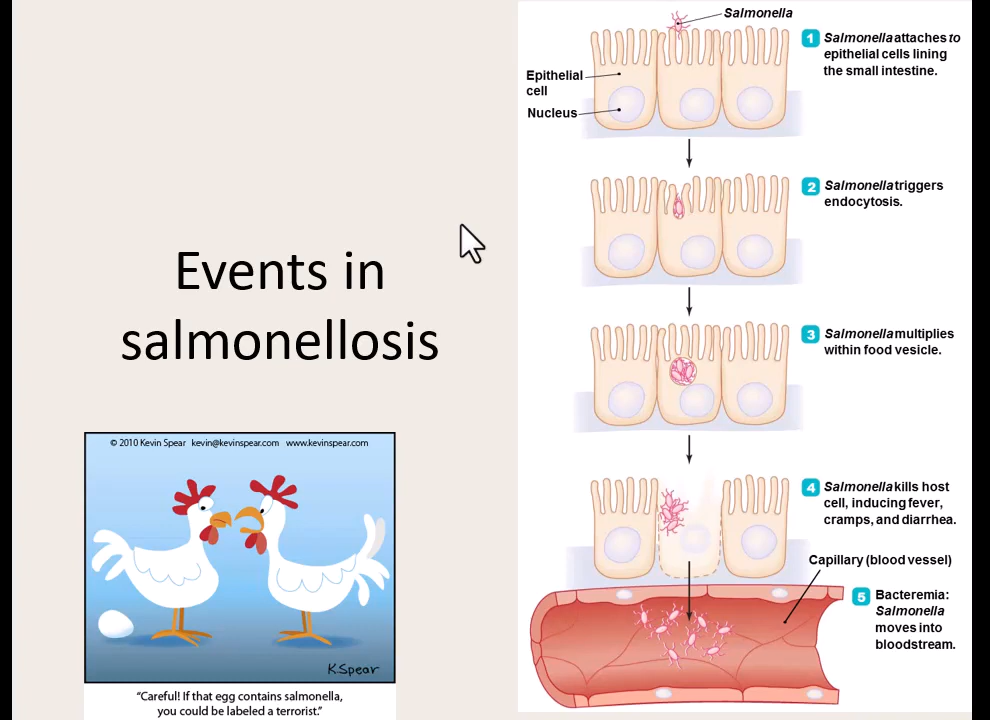 Events in
salmonellosis
© 2010 Kevin Spear kevin@kevinspear.com www.kevinspear.com
KSpear
"Careful! If that egg contains salmonella,
you could be labeled a terrorist."
Salmonella
Epithelial
cell
Nucleus
1 Salmonella attaches to
epithelial cells lining
the small intestine.
2 Salmonella triggers
endocytosis.
3 Salmonella multiplies
within food vesicle.
4 Salmonella kills host
cell, inducing fever,
cramps, and diarrhea.
Capillary (blood vessel)
5 Bacteremia:
Salmonella
moves into
bloodstream.